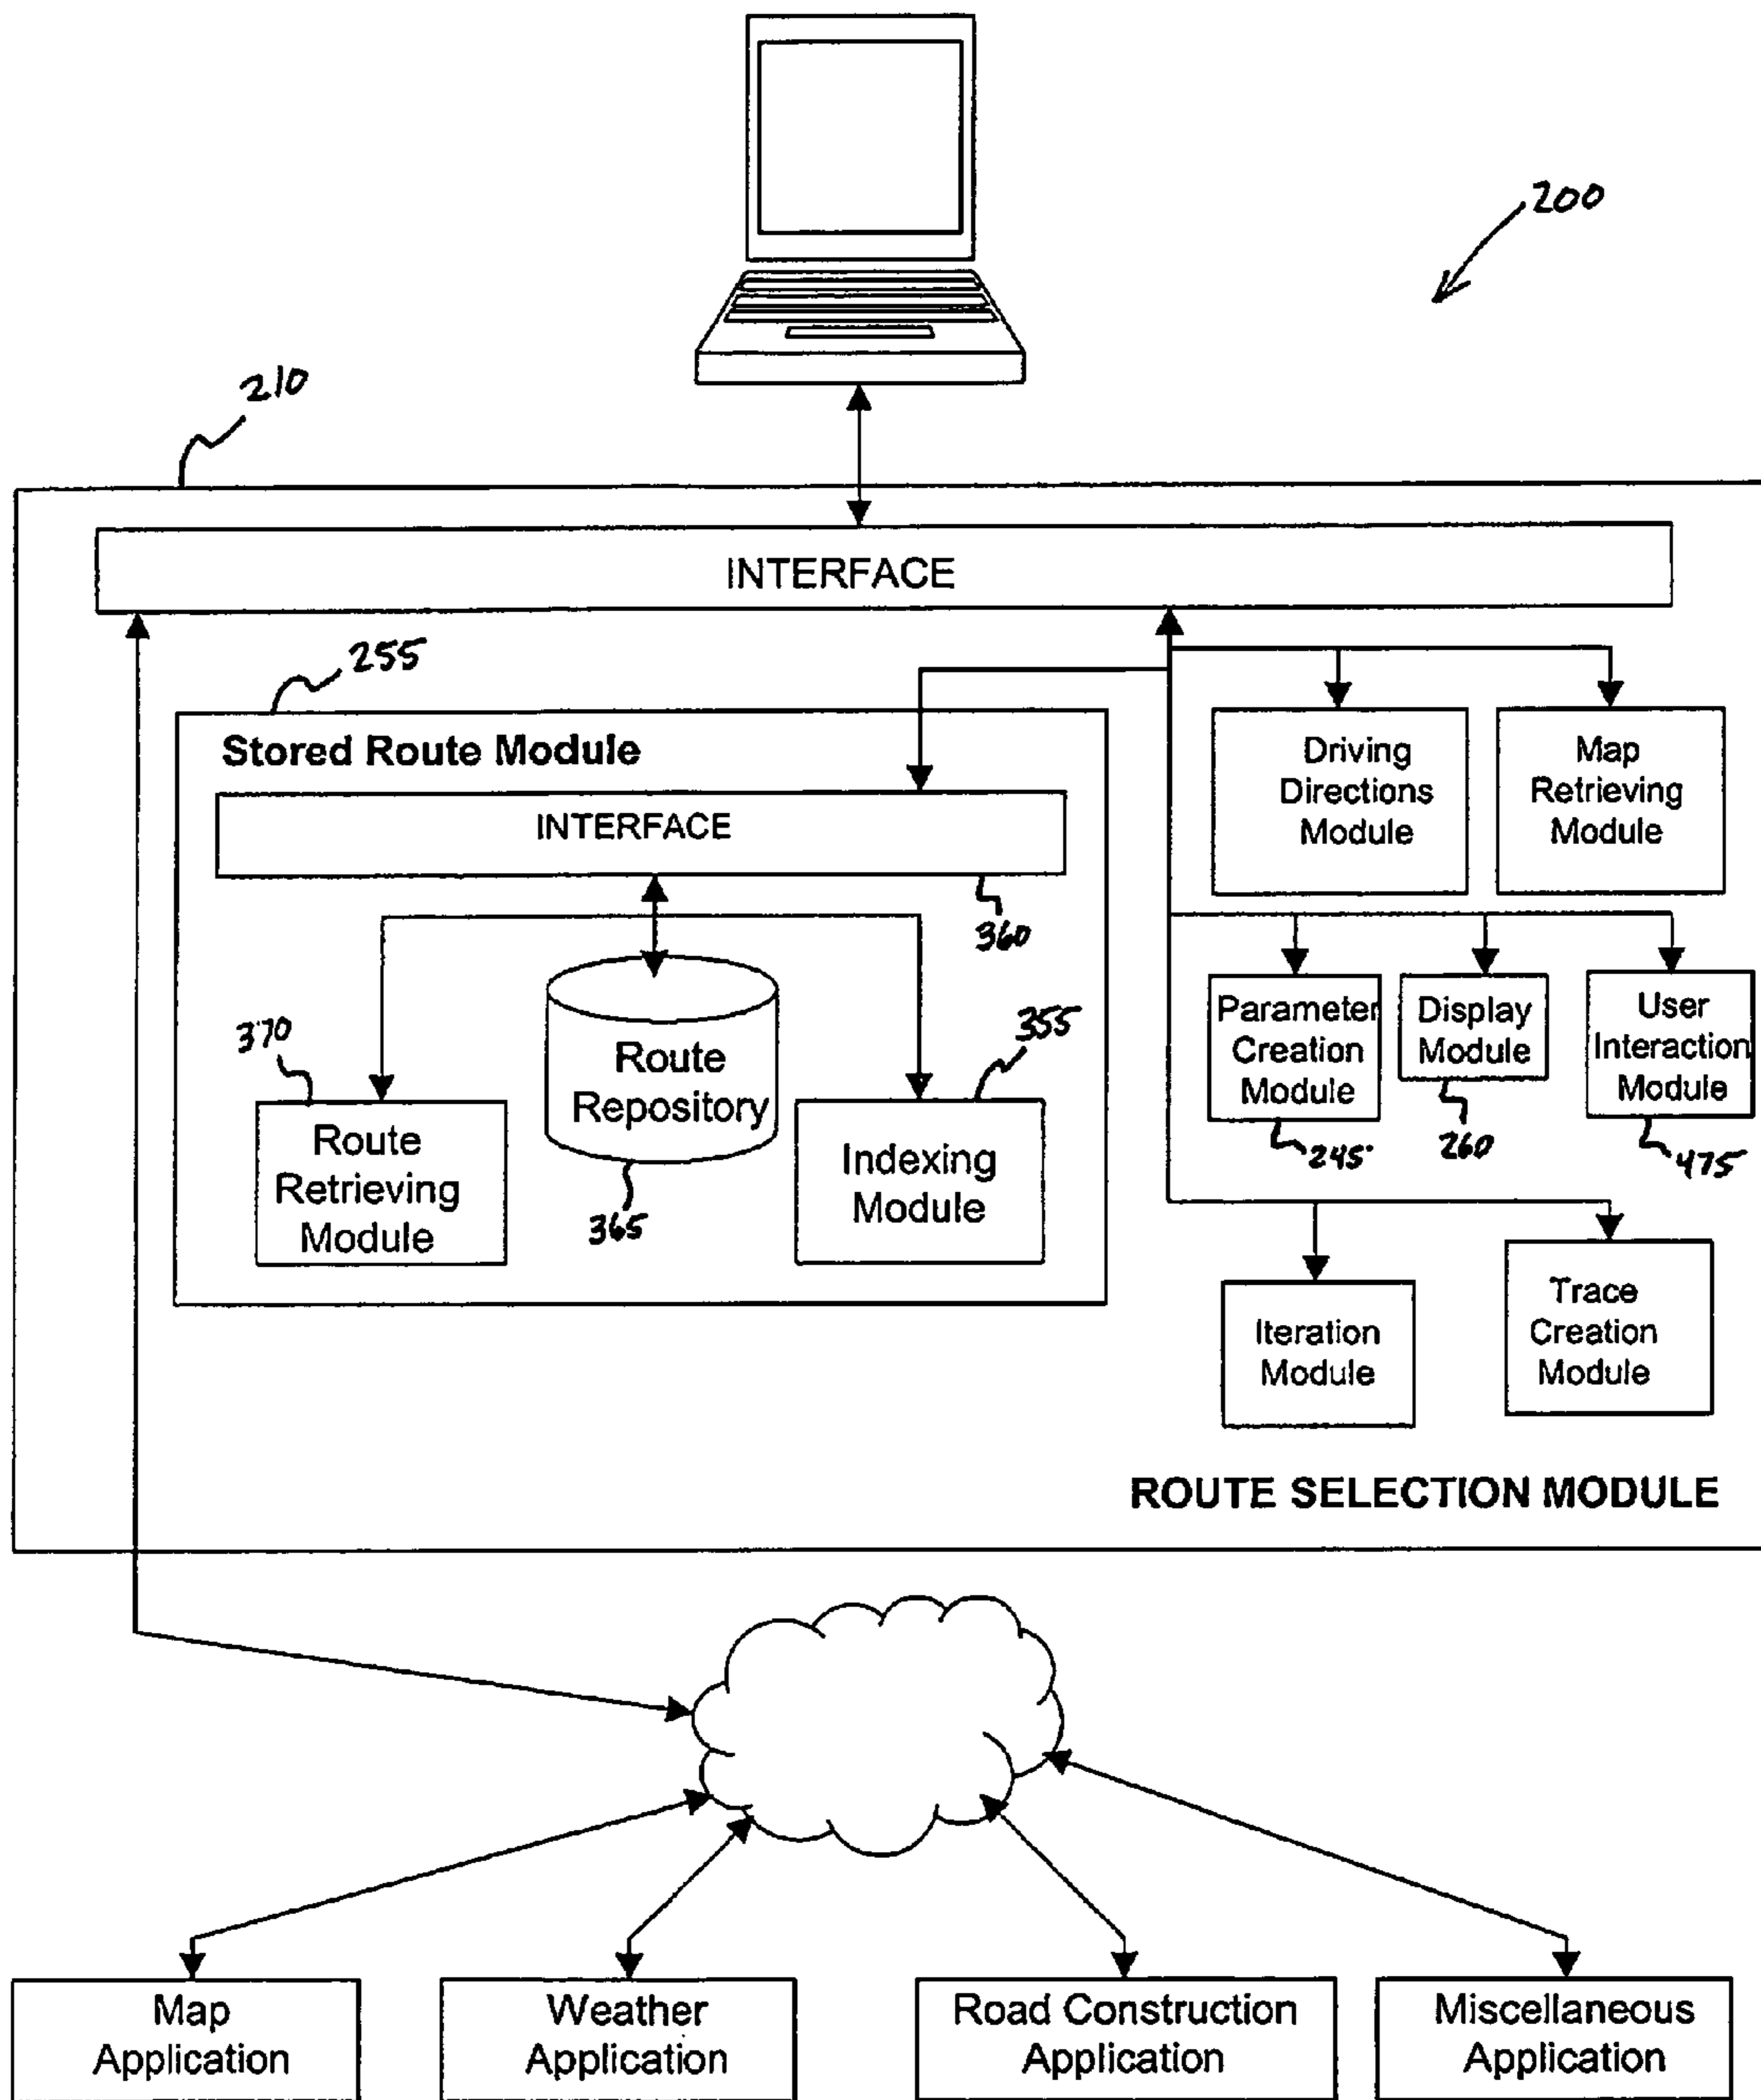 200
210
INTERFACE
255
Stored Route Module
INTERFACE
360
370
Route
Retrieving
Module
Route
Repository
365
355
Indexing
Module
Driving
Directions
Module
Map
Retrieving
Module
Parameter
Creation
Module
245
Display
Module
260
User
Interaction
Module
475
Iteration
Module
Trace
Creation
Module
ROUTE SELECTION MODULE
Map
Application
Weather
Application
Road Construction
Application
Miscellaneous
Application